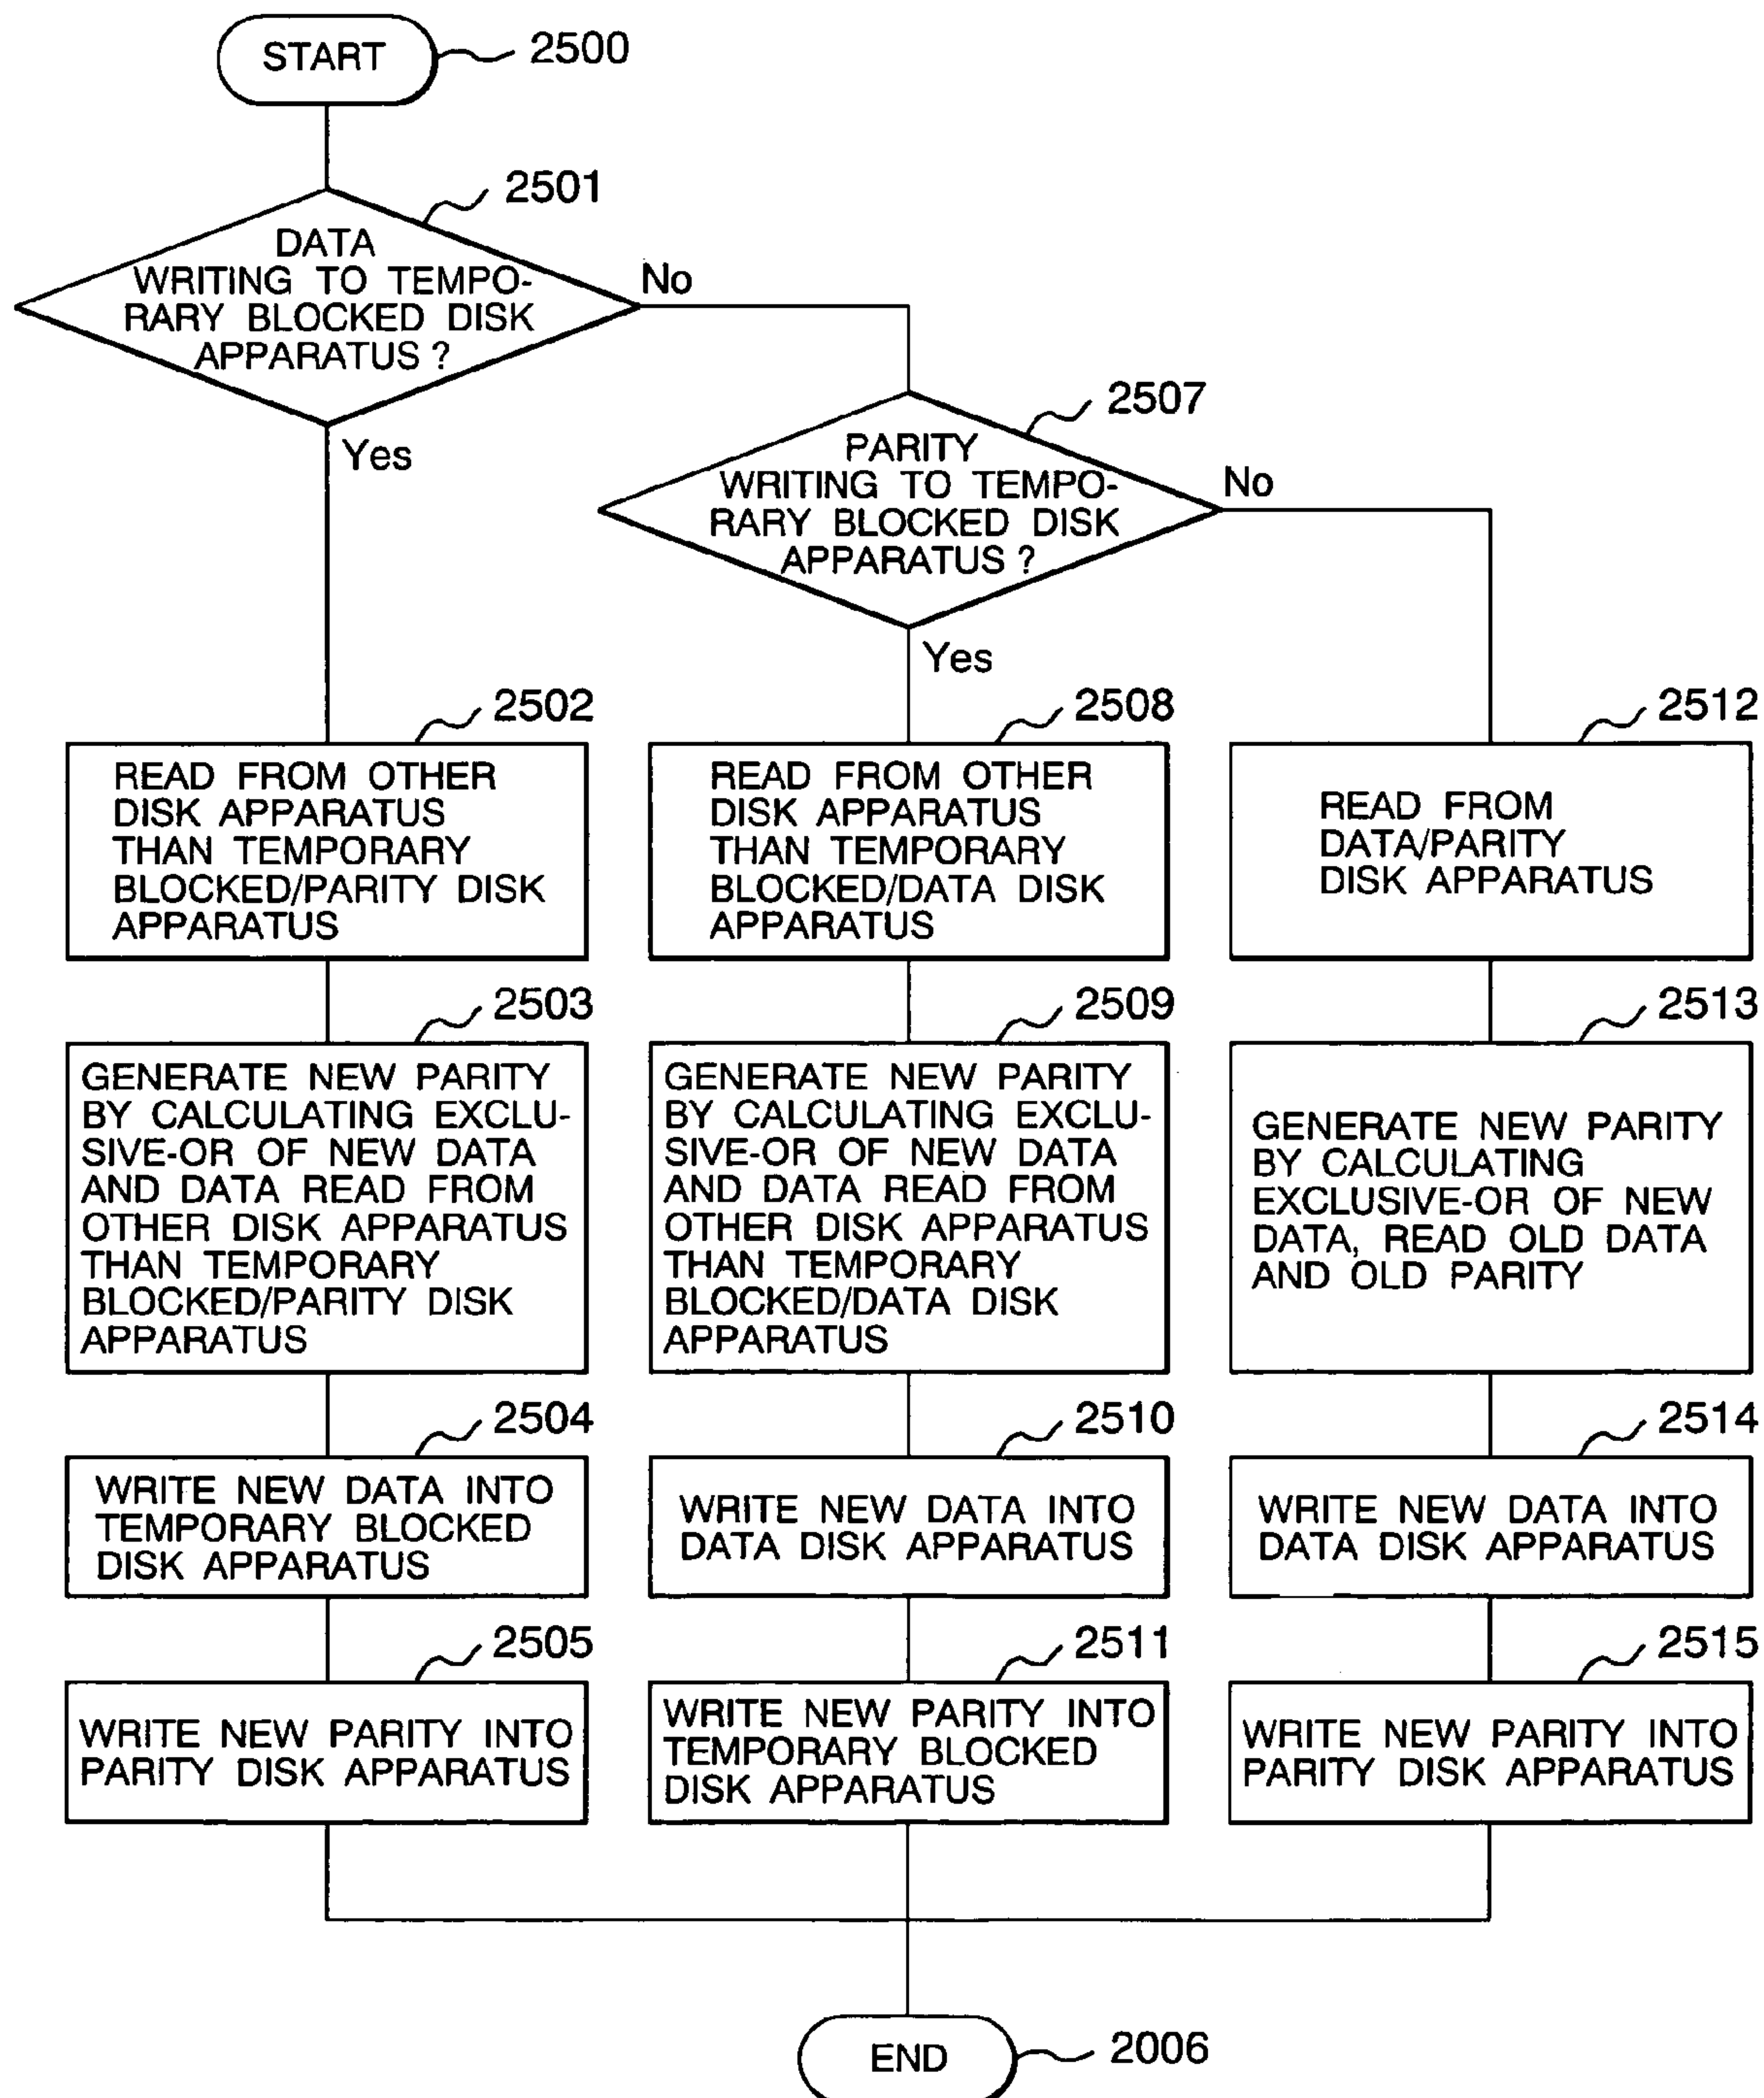 START
2500
2501
DATA
WRITING TO TEMPO-
RARY BLOCKED DISK
APPARATUS ?
No
Yes
2507
PARITY
WRITING TO TEMPO-
RARY BLOCKED DISK
APPARATUS ?
No
Yes
2502
READ FROM OTHER
DISK APPARATUS
THAN TEMPORARY
BLOCKED/PARITY DISK
APPARATUS
2508
READ FROM OTHER
DISK APPARATUS
THAN TEMPORARY
BLOCKED/DATA DISK
APPARATUS
2512
READ FROM
DATA/PARITY
DISK APPARATUS
2503
GENERATE NEW PARITY
BY CALCULATING EXCLU-
SIVE-OR OF NEW DATA
AND DATA READ FROM
OTHER DISK APPARATUS
THAN TEMPORARY
BLOCKED/PARITY DISK
APPARATUS
2509
GENERATE NEW PARITY
BY CALCULATING EXCLU-
SIVE-OR OF NEW DATA
AND DATA READ FROM
OTHER DISK APPARATUS
THAN TEMPORARY
BLOCKED/DATA DISK
APPARATUS
2513
GENERATE NEW PARITY
BY CALCULATING
EXCLUSIVE-OR OF NEW
DATA, READ OLD DATA
AND OLD PARITY
2504
WRITE NEW DATA INTO
TEMPORARY BLOCKED
DISK APPARATUS
2510
WRITE NEW DATA INTO
DATA DISK APPARATUS
2514
WRITE NEW DATA INTO
DATA DISK APPARATUS
2505
WRITE NEW PARITY INTO
PARITY DISK APPARATUS
2511
WRITE NEW PARITY INTO
TEMPORARY BLOCKED
DISK APPARATUS
2515
WRITE NEW PARITY INTO
PARITY DISK APPARATUS
END
2006